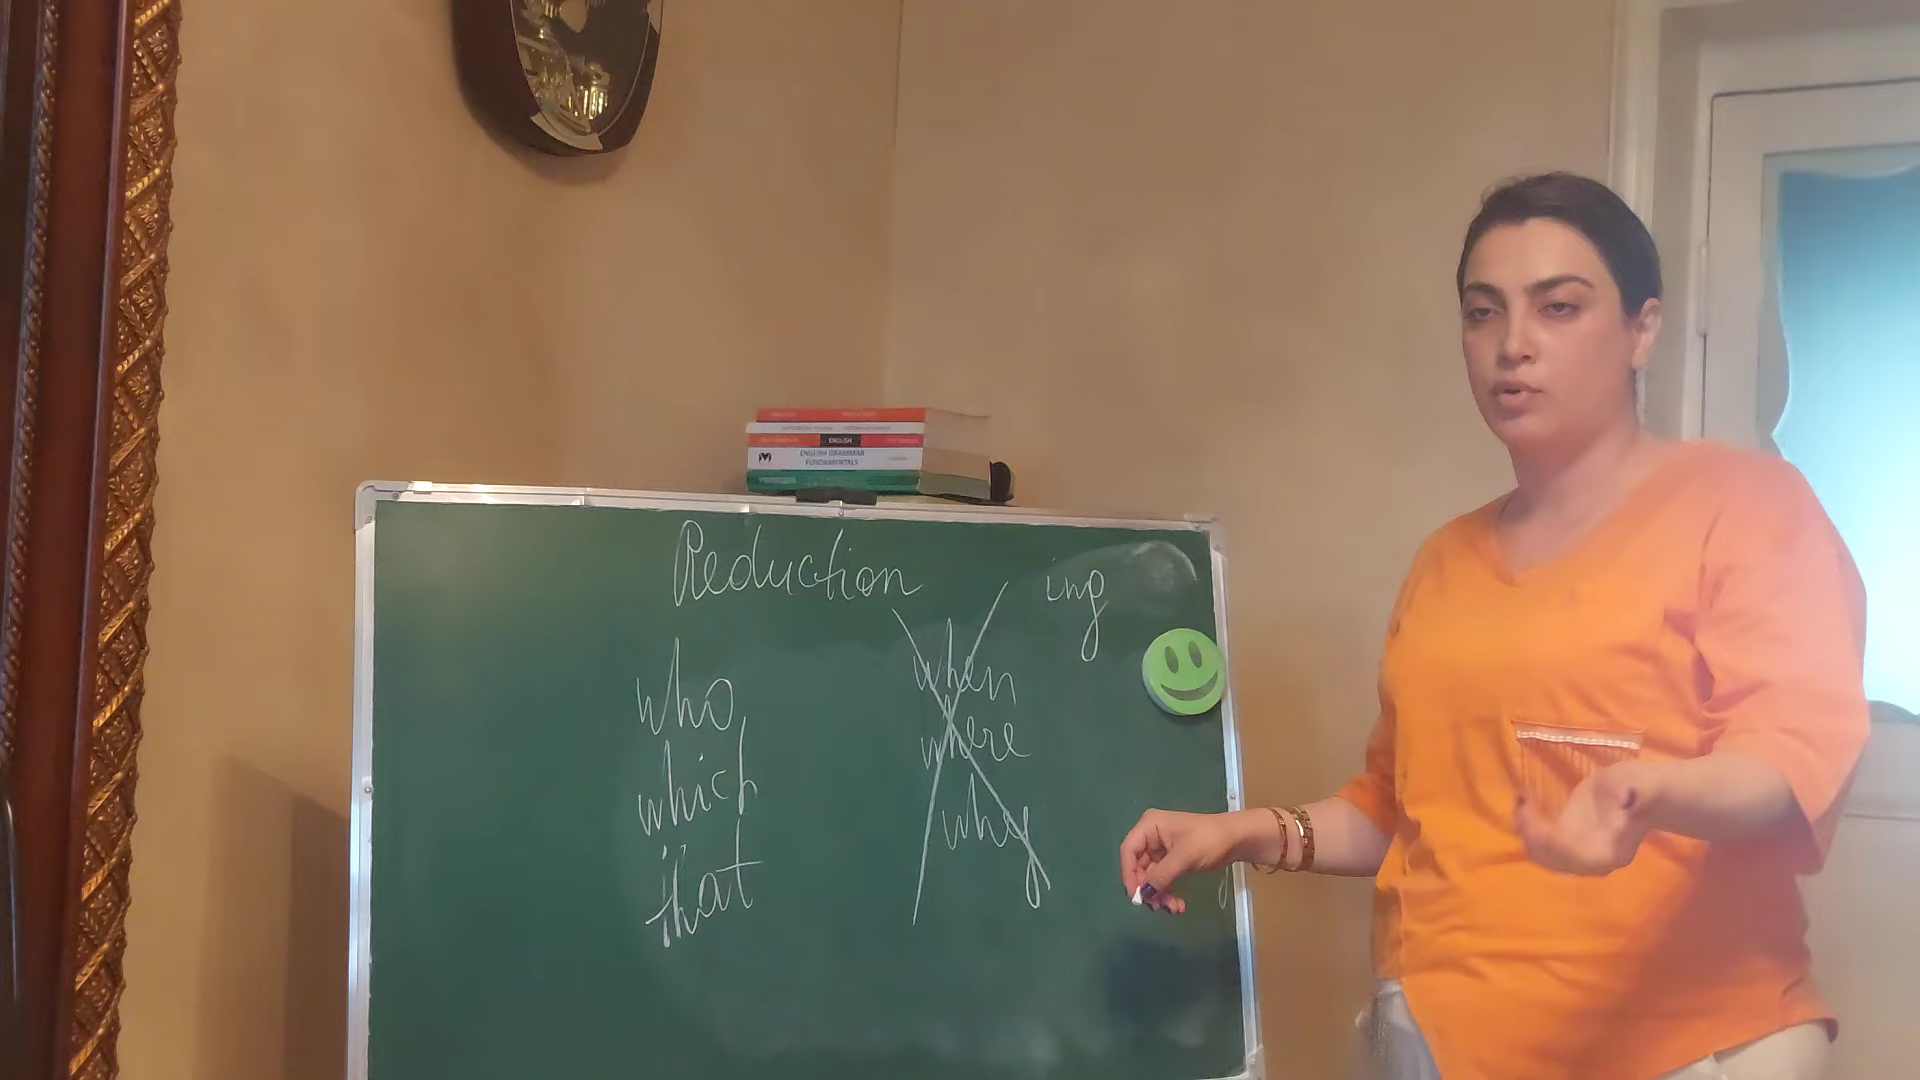 ENGLISH
ENGLISH GRAMMAR
FUNDAMENTALS
Reduction
ing
who
which
that
when
where
why